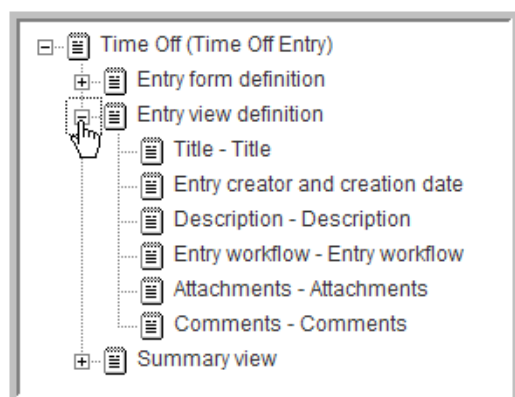 Time Off (Time Off Entry)
Entry form definition
Entry view definition
Title - Title
Entry creator and creation date
Description - Description
Entry workflow - Entry workflow
Attachments - Attachments
Comments - Comments
Summary view